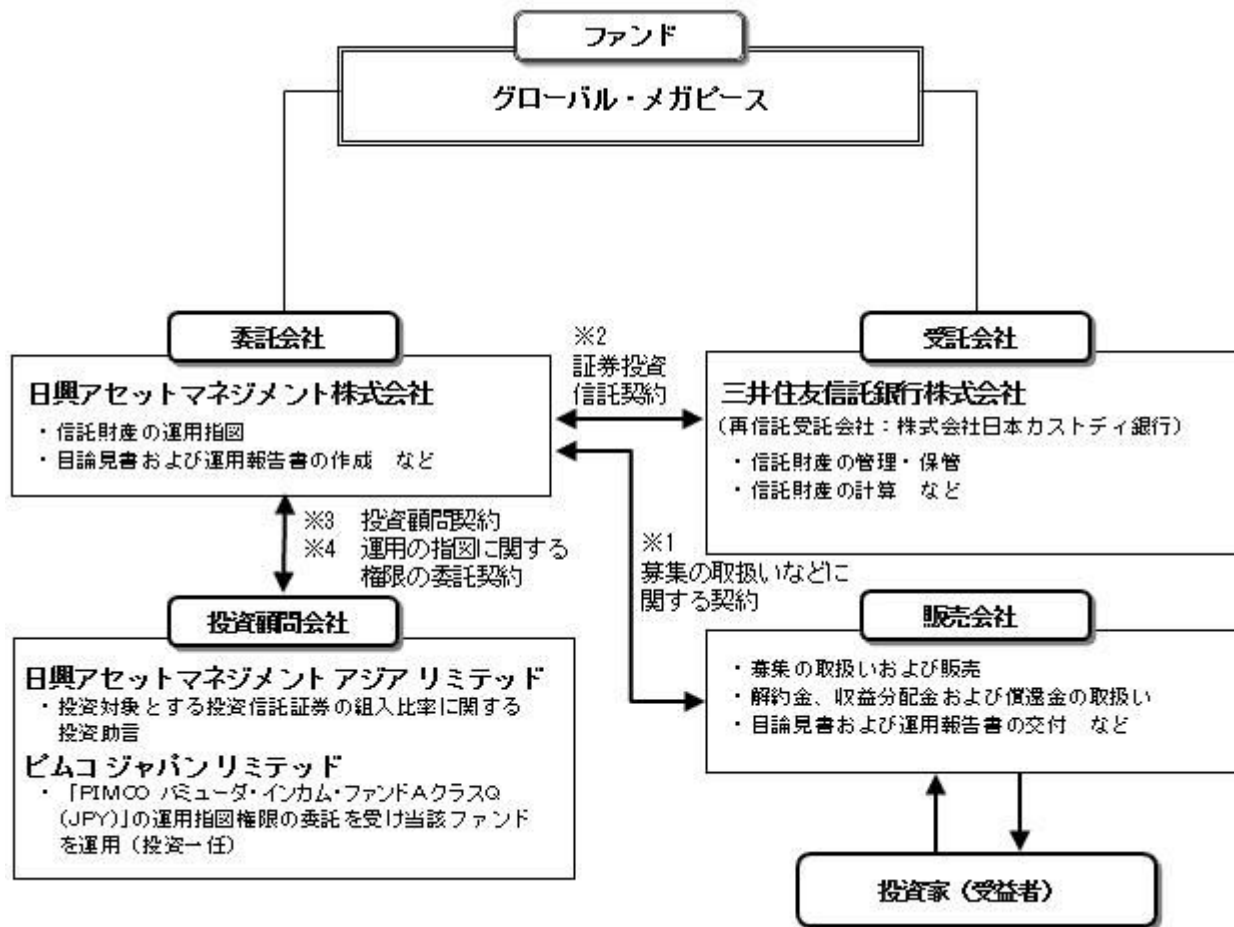 ファンド
グローバル・メガピース
委託会社
日興アセットマネジメント株式会社
・信託財産の運用指図
・目論見書および運用報告書の作成　など
※2
証券投資
信託契約
受託会社
三井住友信託銀行株式会社
(再信託受託会社：株式会社日本カストディ銀行)
・信託財産の管理・保管
・信託財産の計算　など
※3　投資顧問契約
※4　運用の指図に関する
権限の委託契約
※1
募集の取扱いなどに
関する契約
投資顧問会社
日興アセットマネジメント アジア リミテッド
・投資対象とする投資信託証券の組入比率に関する
投資助言
ピムコ ジャパン リミテッド
・「PIMCO バミューダ・インカム・ファンドAクラスQ
(JPY)」の運用指図権限の委託を受け当該ファンド
を運用（投資一任）
販売会社
・募集の取扱いおよび販売
・解約金、収益分配金および償還金の取扱い
・目論見書および運用報告書の交付　など
投資家（受益者）